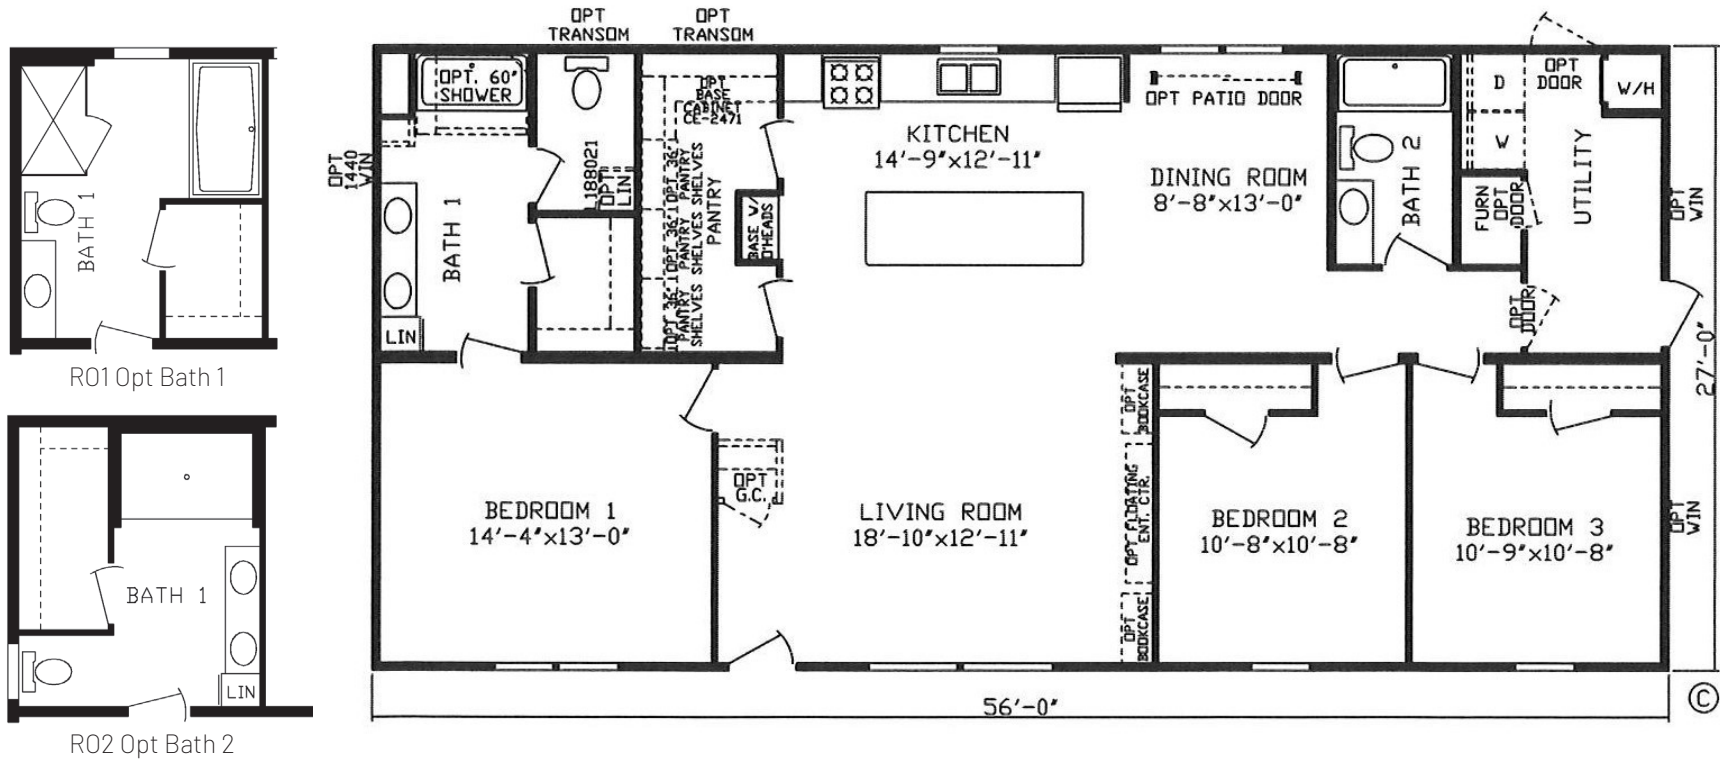 BATH 1
R01 Opt Bath 1
BATH 1
LIN
R02 Opt Bath 2
OPT
TRANSOM
OPT
TRANSOM
OPT. 60"
SHOWER
OPT
1440
WIN
BATH 1
LIN
L188021
OPT
LIN
OPT
BASE
CABINET
CE-2471
OPT 36"
PANTRY
SHELVES
OPT 36"
PANTRY
SHELVES
OPT 36"
PANTRY
SHELVES
PANTRY
BASE W/
O'HEADS
KITCHEN
14'-9"x12'-11"
OPT PATIO DOOR
DINING ROOM
8'-8"x13'-0"
BATH 2
D
W
OPT
DOOR
W/H
FURN
OPT
DOOR
UTILITY
OPT
WIN
OPT
DOOR
27'-0"
BEDROOM 1
14'-4"x13'-0"
OPT
G.C.
LIVING ROOM
18'-10"x12'-11"
OPT
BOOKCASE
OPT FLOATING
ENT. CTR.
OPT
BOOKCASE
BEDROOM 2
10'-8"x10'-8"
BEDROOM 3
10'-9"x10'-8"
OPT
WIN
56'-0"
©